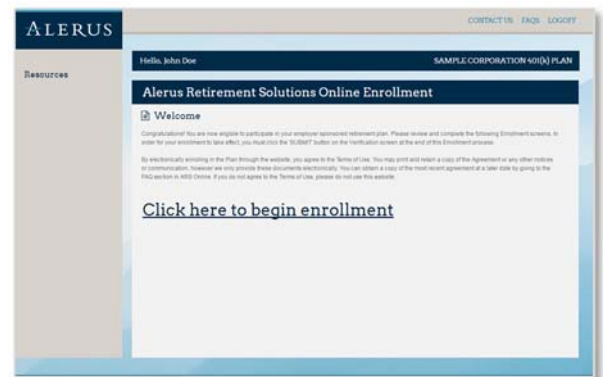 ALERUS
CONTACT US FAQS LOGOFF
Resources
Hello, John Doe
SAMPLE CORPORATION 401(k) PLAN
Alerus Retirement Solutions Online Enrollment
Welcome
Congratulations! You are now eligible to participate in your employer sponsored retirement plan. Please review and complete the following Enrollment screens. In
order for your enrollment to take effect, you must click the 'SUBMIT' button on the Verification screen at the end of this Enrollment process.
By electronically enrolling in the Plan through the website, you agree to the Terms of Use. You may print and retain a copy of the Agreement or any other notices
or communication, however we only provide these documents electronically. You can obtain a copy of the most recent agreement at a later date by going to the
FAQ section in ARS Online. If you do not agree to the Terms of Use, please do not use this website.
Click here to begin enrollment